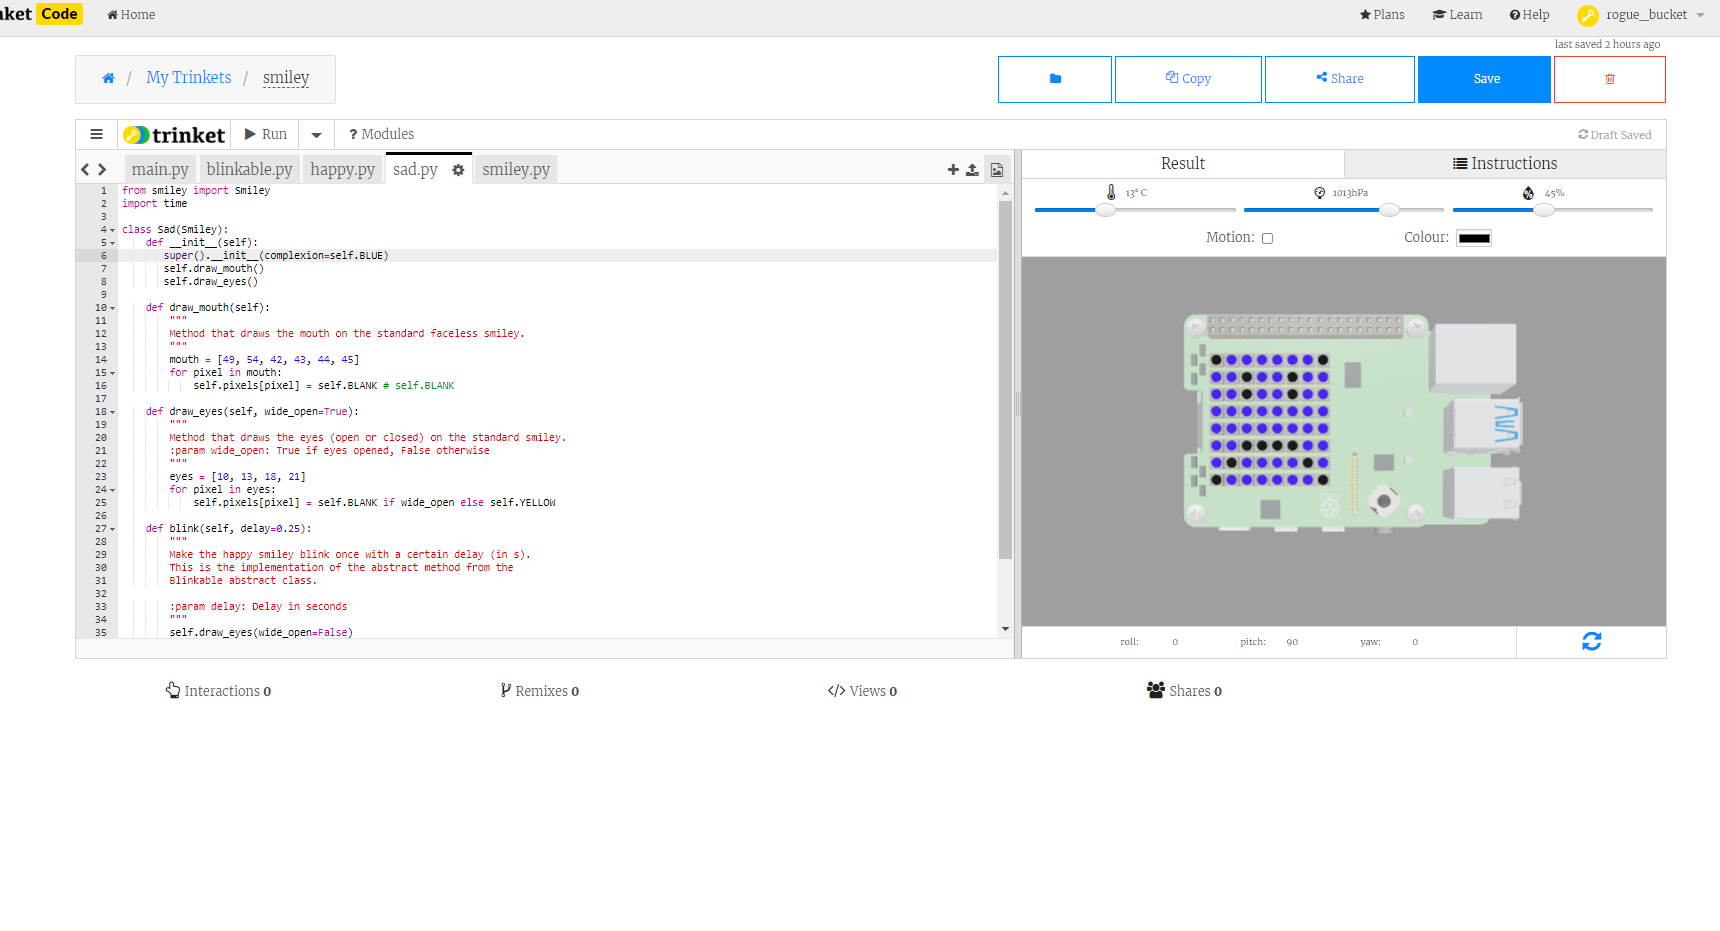 nket Code Home Plans Learn Help rogue_bucket
last saved 2 hours ago
/ My Trinkets / smiley Copy Share Save
trinket Run ? Modules Draft Saved
main.py blinkable.py happy.py sad.py smiley.py Result Instructions
13° C 1013hPa 45%
Motion: Colour:
1 from smiley import Smiley
2 import time
3
4 class Sad(Smiley):
5 def __init__(self):
6 super().__init__(complexion=self.BLUE)
7 self.draw_mouth()
8 self.draw_eyes()
9
10 def draw_mouth(self):
11 """
12 Method that draws the mouth on the standard faceless smiley.
13 """
14 mouth = [49, 54, 42, 43, 44, 45]
15 for pixel in mouth:
16 self.pixels[pixel] = self.BLANK # self.BLANK
17
18 def draw_eyes(self, wide_open=True):
19 """
20 Method that draws the eyes (open or closed) on the standard smiley.
21 :param wide_open: True if eyes opened, False otherwise
22 """
23 eyes = [10, 13, 18, 21]
24 for pixel in eyes:
25 self.pixels[pixel] = self.BLANK if wide_open else self.YELLOW
26
27 def blink(self, delay=0.25):
28 """
29 Make the happy smiley blink once with a certain delay (in s).
30 This is the implementation of the abstract method from the
31 Blinkable abstract class.
32
33 :param delay: Delay in seconds
34 """
35 self.draw_eyes(wide_open=False)
roll: 0 pitch: 90 yaw: 0
Interactions 0 Remixes 0 Views 0 Shares 0